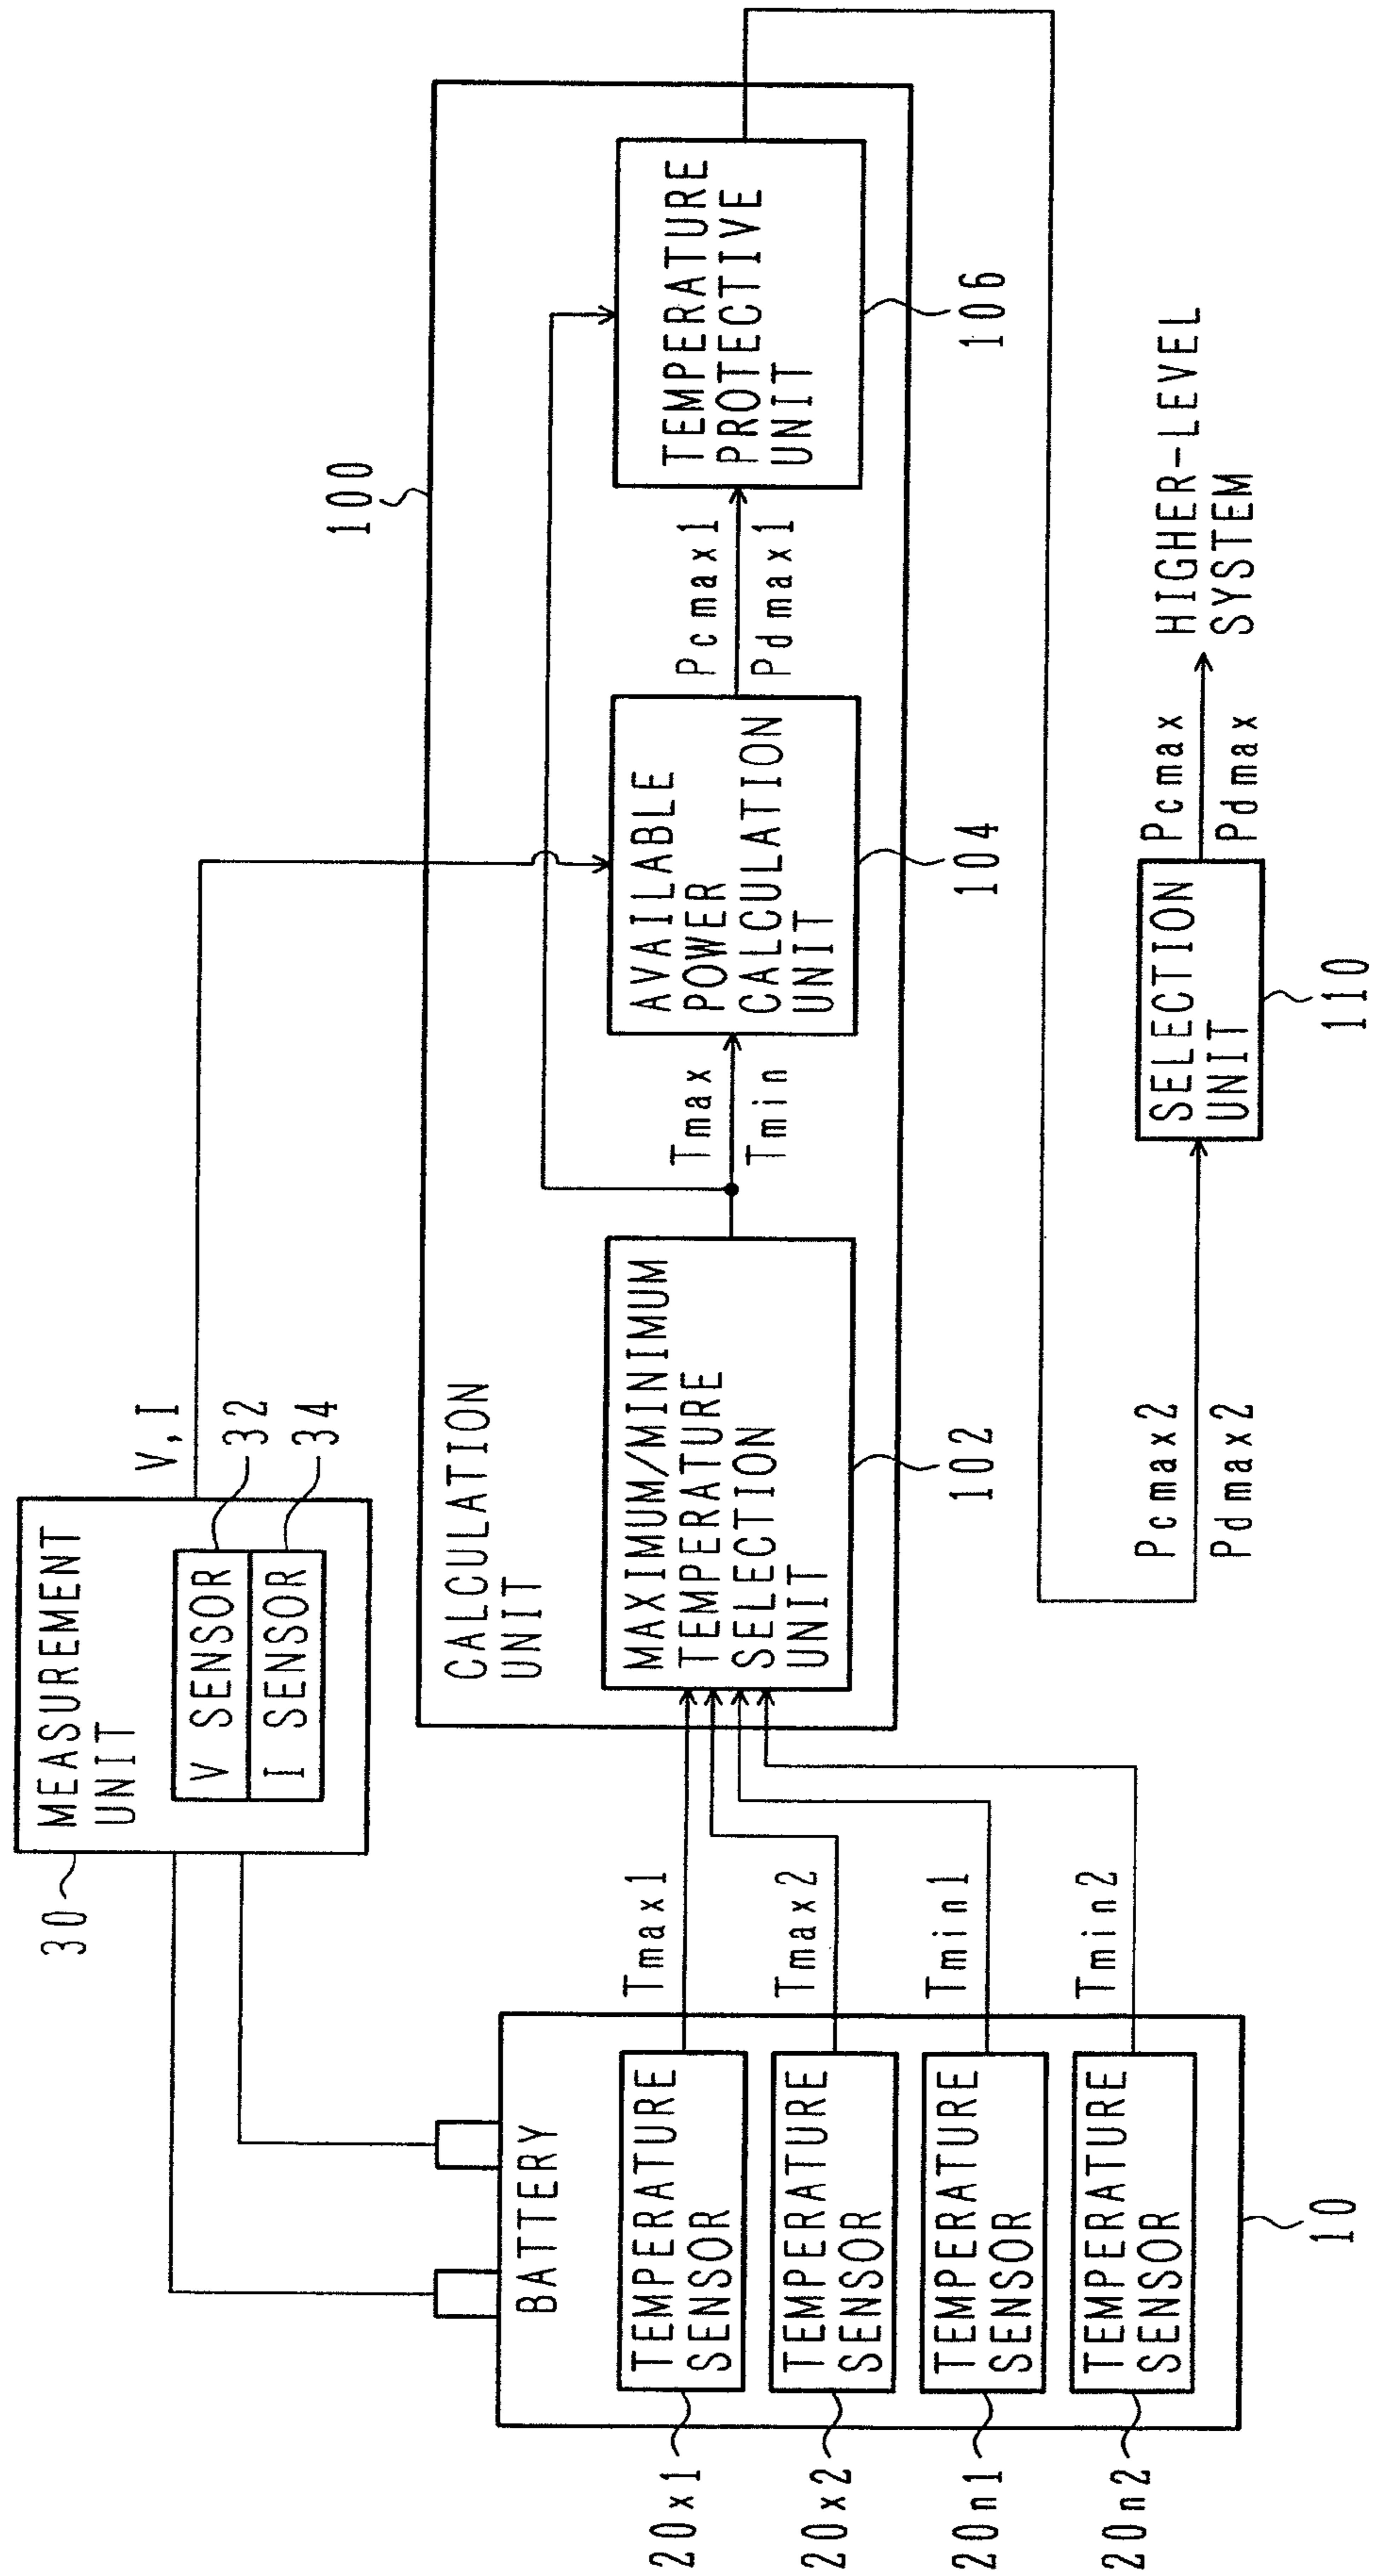 30
MEASUREMENT
UNIT
V SENSOR
I SENSOR
V, I
32
34
100
CALCULATION
UNIT
MAXIMUM/MINIMUM
TEMPERATURE
SELECTION
UNIT
102
Tmax
Tmin
AVAILABLE
POWER
CALCULATION
UNIT
104
Pcmax1
Pdmax1
TEMPERATURE
PROTECTIVE
UNIT
106
BATTERY
20x1
TEMPERATURE
SENSOR
Tmax1
20x2
TEMPERATURE
SENSOR
Tmax2
20n1
TEMPERATURE
SENSOR
Tmin1
20n2
TEMPERATURE
SENSOR
Tmin2
10
Pcmax2
Pdmax2
SELECTION
UNIT
110
Pcmax
Pdmax
HIGHER-LEVEL
SYSTEM